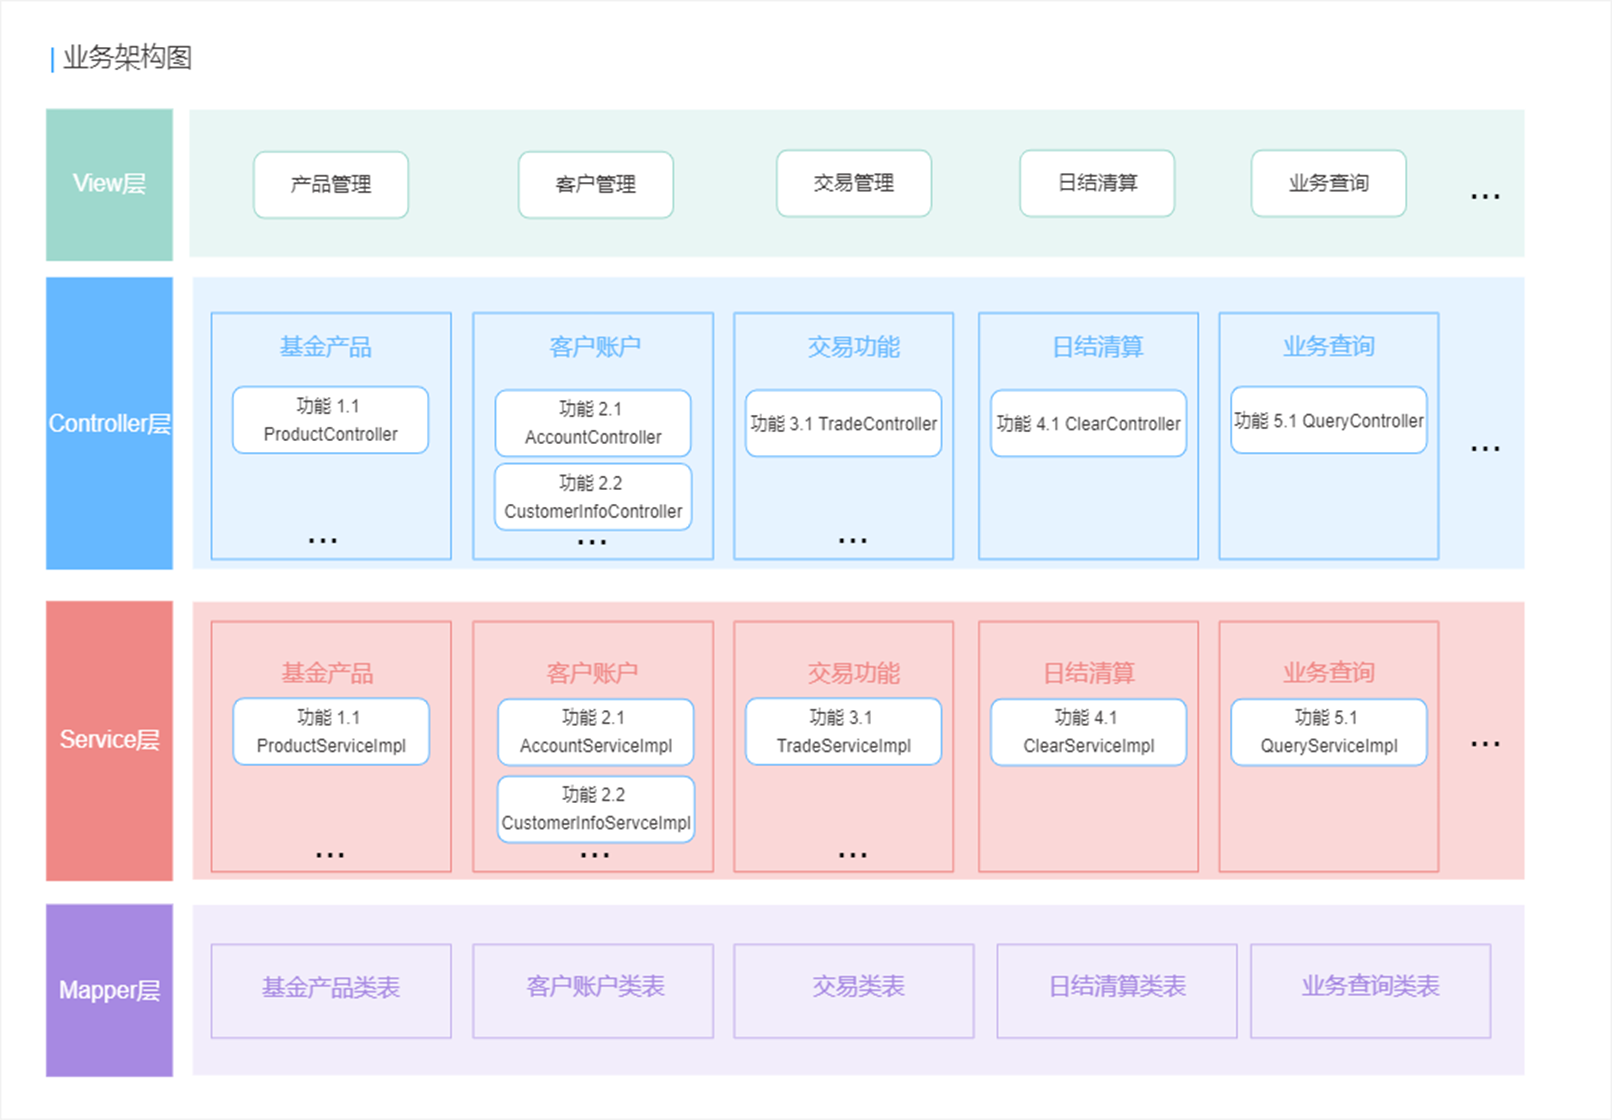 业务架构图
View层
产品管理
客户管理
交易管理
日结清算
业务查询
...
Controller层
基金产品
功能 1.1
ProductController
...
客户账户
功能 2.1
AccountController
功能 2.2
CustomerInfoController
...
交易功能
功能 3.1 TradeController
...
日结清算
功能 4.1 ClearController
业务查询
功能 5.1 QueryController
...
Service层
基金产品
功能 1.1
ProductServiceImpl
...
客户账户
功能 2.1
AccountServiceImpl
功能 2.2
CustomerInfoServceImpl
...
交易功能
功能 3.1
TradeServiceImpl
...
日结清算
功能 4.1
ClearServiceImpl
业务查询
功能 5.1
QueryServiceImpl
...
Mapper层
基金产品类表
客户账户类表
交易类表
日结清算类表
业务查询类表